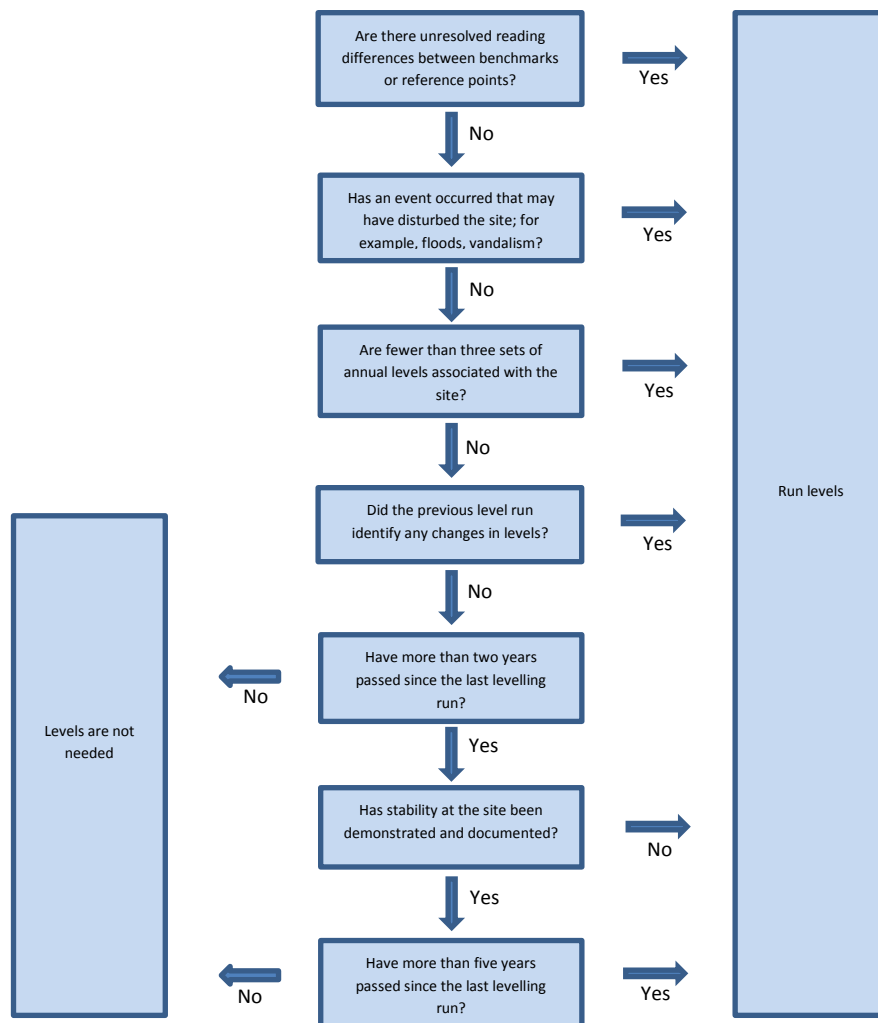 Are there unresolved reading
differences between benchmarks
or reference points?
Yes
No
Has an event occurred that may
have disturbed the site; for
example, floods, vandalism?
Yes
No
Are fewer than three sets of
annual levels associated with the
site?
Yes
No
Did the previous level run
identify any changes in levels?
Yes
No
Run levels
Have more than two years
passed since the last levelling
run?
No
Yes
Levels are not
needed
Has stability at the site been
demonstrated and documented?
No
Yes
Have more than five years
passed since the last levelling
run?
No
Yes